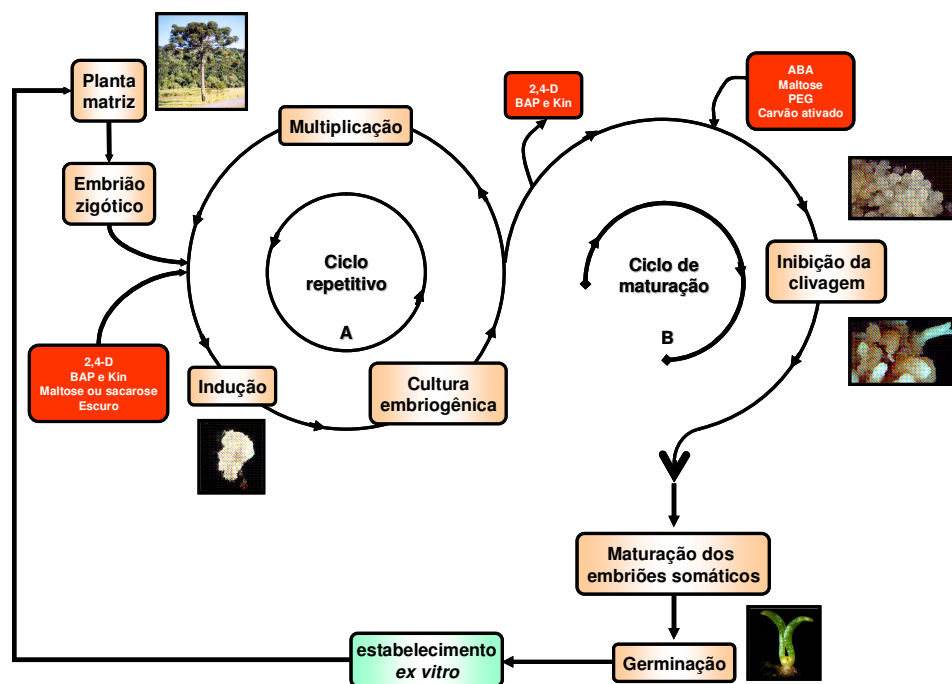 Planta
matriz
Embrião
zigótico
2,4-D
BAP e Kin
Maltose ou sacarose
Escuro
Multiplicação
Ciclo
repetitivo
A
Indução
Cultura
embriogênica
2,4-D
BAP e Kin
ABA
Maltose
PEG
Carvão ativado
Ciclo de
maturação
B
Inibição da
clivagem
Maturação dos
embriões somáticos
Germinação
estabelecimento
ex vitro